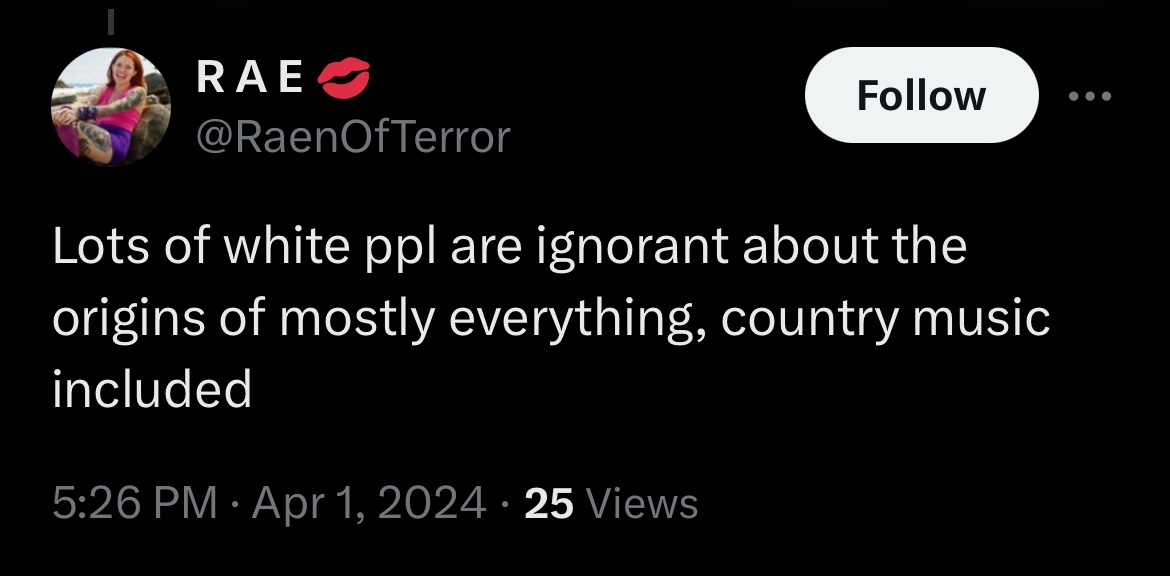 R A E 💋
@RaenOfTerror
Follow
Lots of white ppl are ignorant about the
origins of mostly everything, country music
included
5:26 PM · Apr 1, 2024 · 25 Views